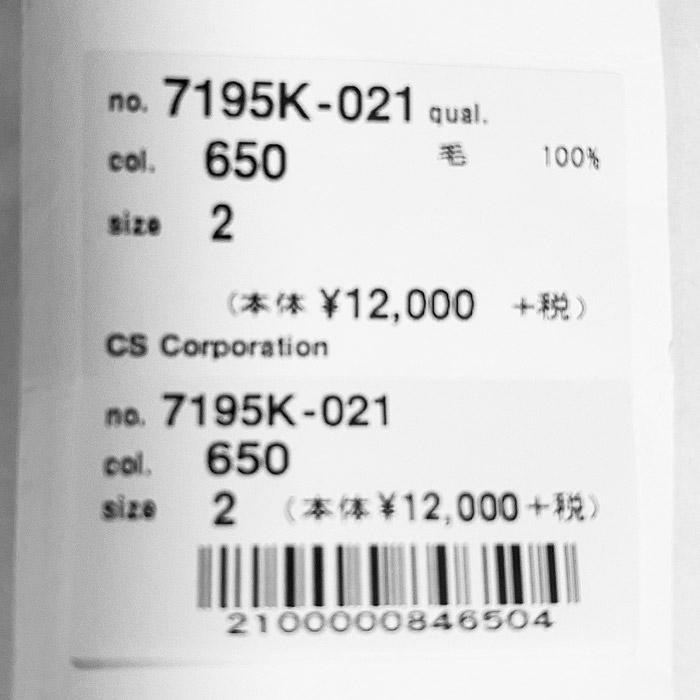 no. 7195K-021 qual.
col. 650 毛 100%
size 2
(本体 ¥12,000 +税)
CS Corporation
no. 7195K-021
col. 650
size 2 (本体¥12,000+税)
2100000846504